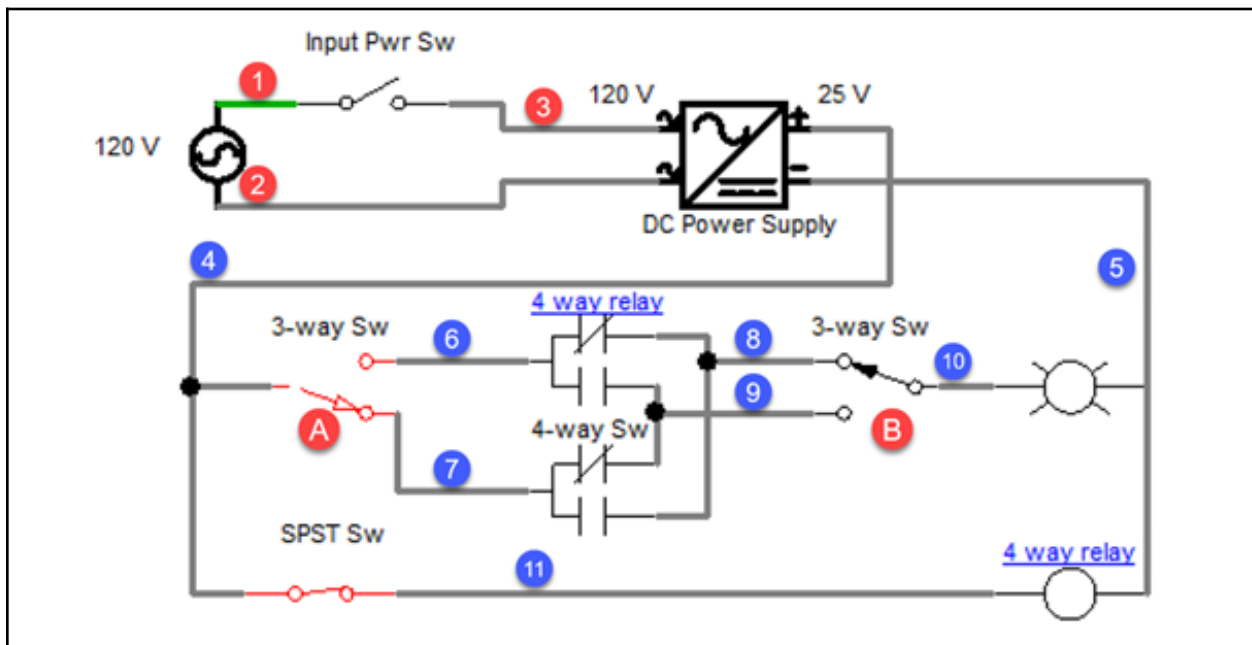 Input Pwr Sw
1
3
120 V
25 V
120 V
+
-
2
DC Power Supply
4
5
4 way relay
3-way Sw
6
8
3-way Sw
10
9
A
4-way Sw
B
7
SPST Sw
11
4 way relay